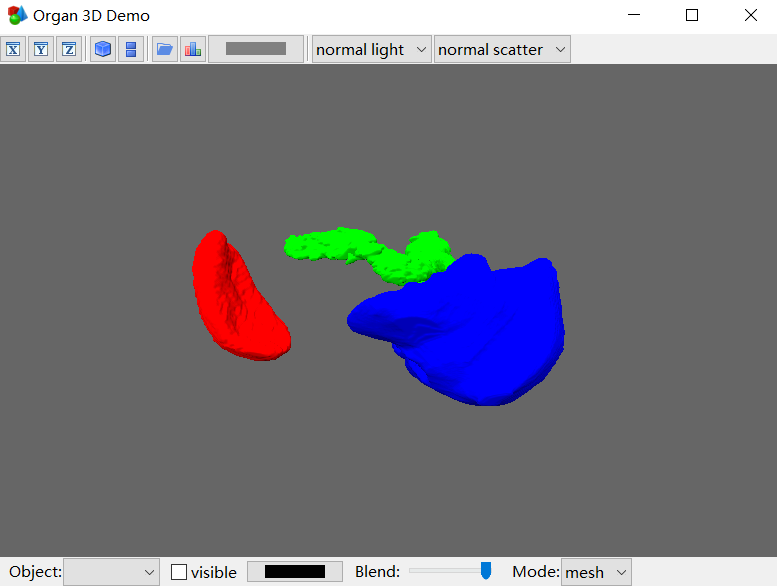 Organ 3D Demo
X Y Z normal light normal scatter
Object: visible Blend: Mode: mesh